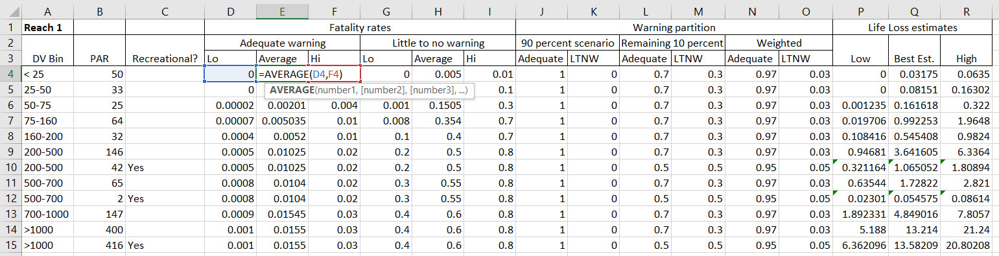 A B C D E F G H I J K L M N O P Q R
1 Reach 1 Fatality rates Warning partition Life Loss estimates
2 Adequate warning Little to no warning 90 percent scenario Remaining 10 percent Weighted
3 DV Bin PAR Recreational? Lo Average Hi Lo Average Hi Adequate LTNW Adequate LTNW Adequate LTNW Low Best Est. High
4 < 25 50 0 =AVERAGE(D4,F4) 0 0.005 0.01 1 0 0.7 0.3 0.97 0.03 0 0.03175 0.0635
5 25-50 33 0 AVERAGE(number1, [number2], [number3], ...) 0.1 1 0 0.7 0.3 0.97 0.03 0 0.08151 0.16302
6 50-75 25 0.00002 0.00201 0.004 0.001 0.1505 0.3 1 0 0.7 0.3 0.97 0.03 0.001235 0.161618 0.322
7 75-160 64 0.00007 0.005035 0.01 0.008 0.354 0.7 1 0 0.7 0.3 0.97 0.03 0.019706 0.992253 1.9648
8 160-200 32 0.0004 0.0052 0.01 0.1 0.4 0.7 1 0 0.7 0.3 0.97 0.03 0.108416 0.545408 0.9824
9 200-500 146 0.0005 0.01025 0.02 0.2 0.5 0.8 1 0 0.7 0.3 0.97 0.03 0.94681 3.641605 6.3364
10 200-500 42 Yes 0.0005 0.01025 0.02 0.2 0.5 0.8 1 0 0.5 0.5 0.95 0.05 0.321164 1.065052 1.80894
11 500-700 65 0.0008 0.0104 0.02 0.3 0.55 0.8 1 0 0.7 0.3 0.97 0.03 0.63544 1.72822 2.821
12 500-700 2 Yes 0.0008 0.0104 0.02 0.3 0.55 0.8 1 0 0.5 0.5 0.95 0.05 0.02301 0.054575 0.08614
13 700-1000 147 0.0009 0.01545 0.03 0.4 0.6 0.8 1 0 0.7 0.3 0.97 0.03 1.892331 4.849016 7.8057
14 >1000 400 0.001 0.0155 0.03 0.4 0.6 0.8 1 0 0.7 0.3 0.97 0.03 5.188 13.214 21.24
15 >1000 416 Yes 0.001 0.0155 0.03 0.4 0.6 0.8 1 0 0.5 0.5 0.95 0.05 6.362096 13.58209 20.80208